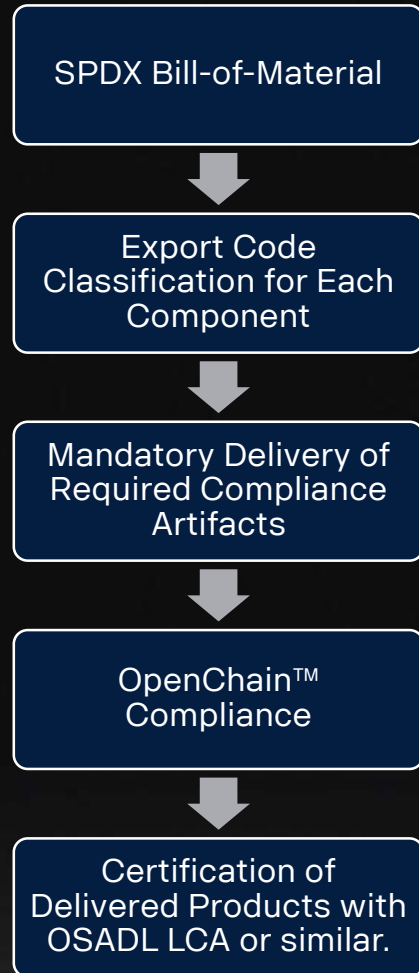 SPDX Bill-of-Material
Export Code
Classification for Each
Component
Mandatory Delivery of
Required Compliance
Artifacts
OpenChain™
Compliance
Certification of
Delivered Products with
OSADL LCA or similar.